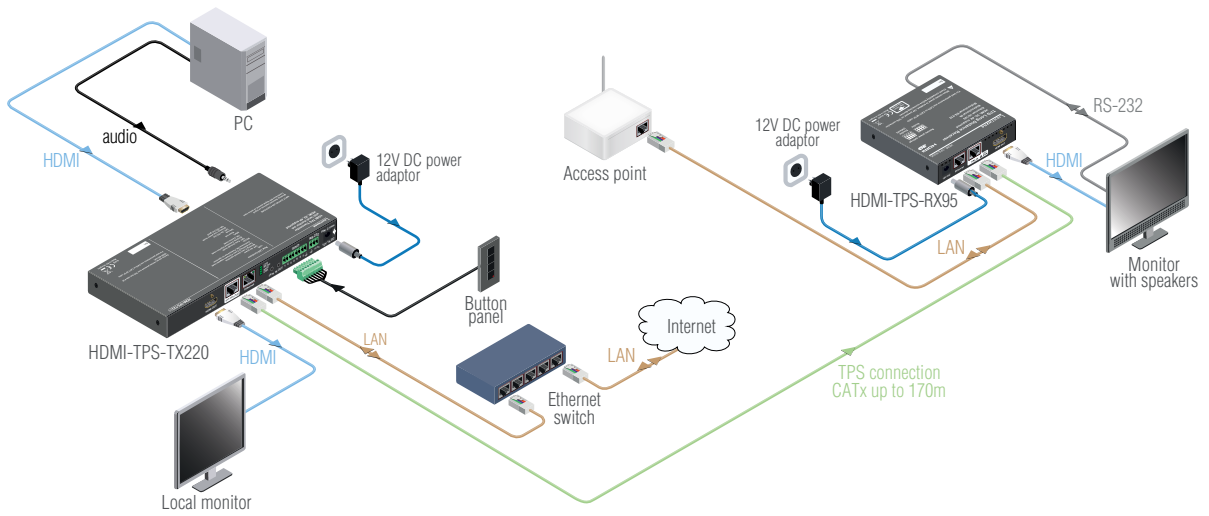 PC
audio
HDMI
12V DC power
adaptor
HDMI-TPS-TX220
HDMI
Local monitor
Button
panel
LAN
Ethernet
switch
LAN
Internet
Access point
12V DC power
adaptor
HDMI-TPS-RX95
RS-232
HDMI
LAN
Monitor
with speakers
TPS connection
CATx up to 170m